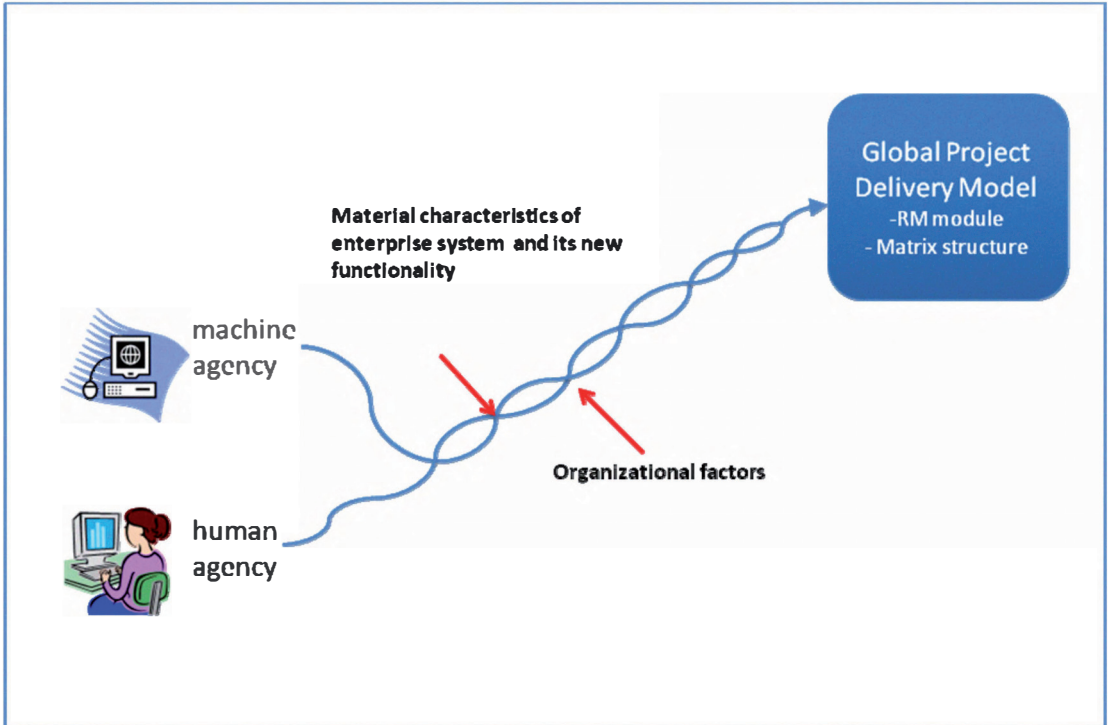 Global Project
Delivery Model
-RM module
- Matrix structure
Material characteristics of
enterprise system and its new
functionality
machine
agency
Organizational factors
human
agency